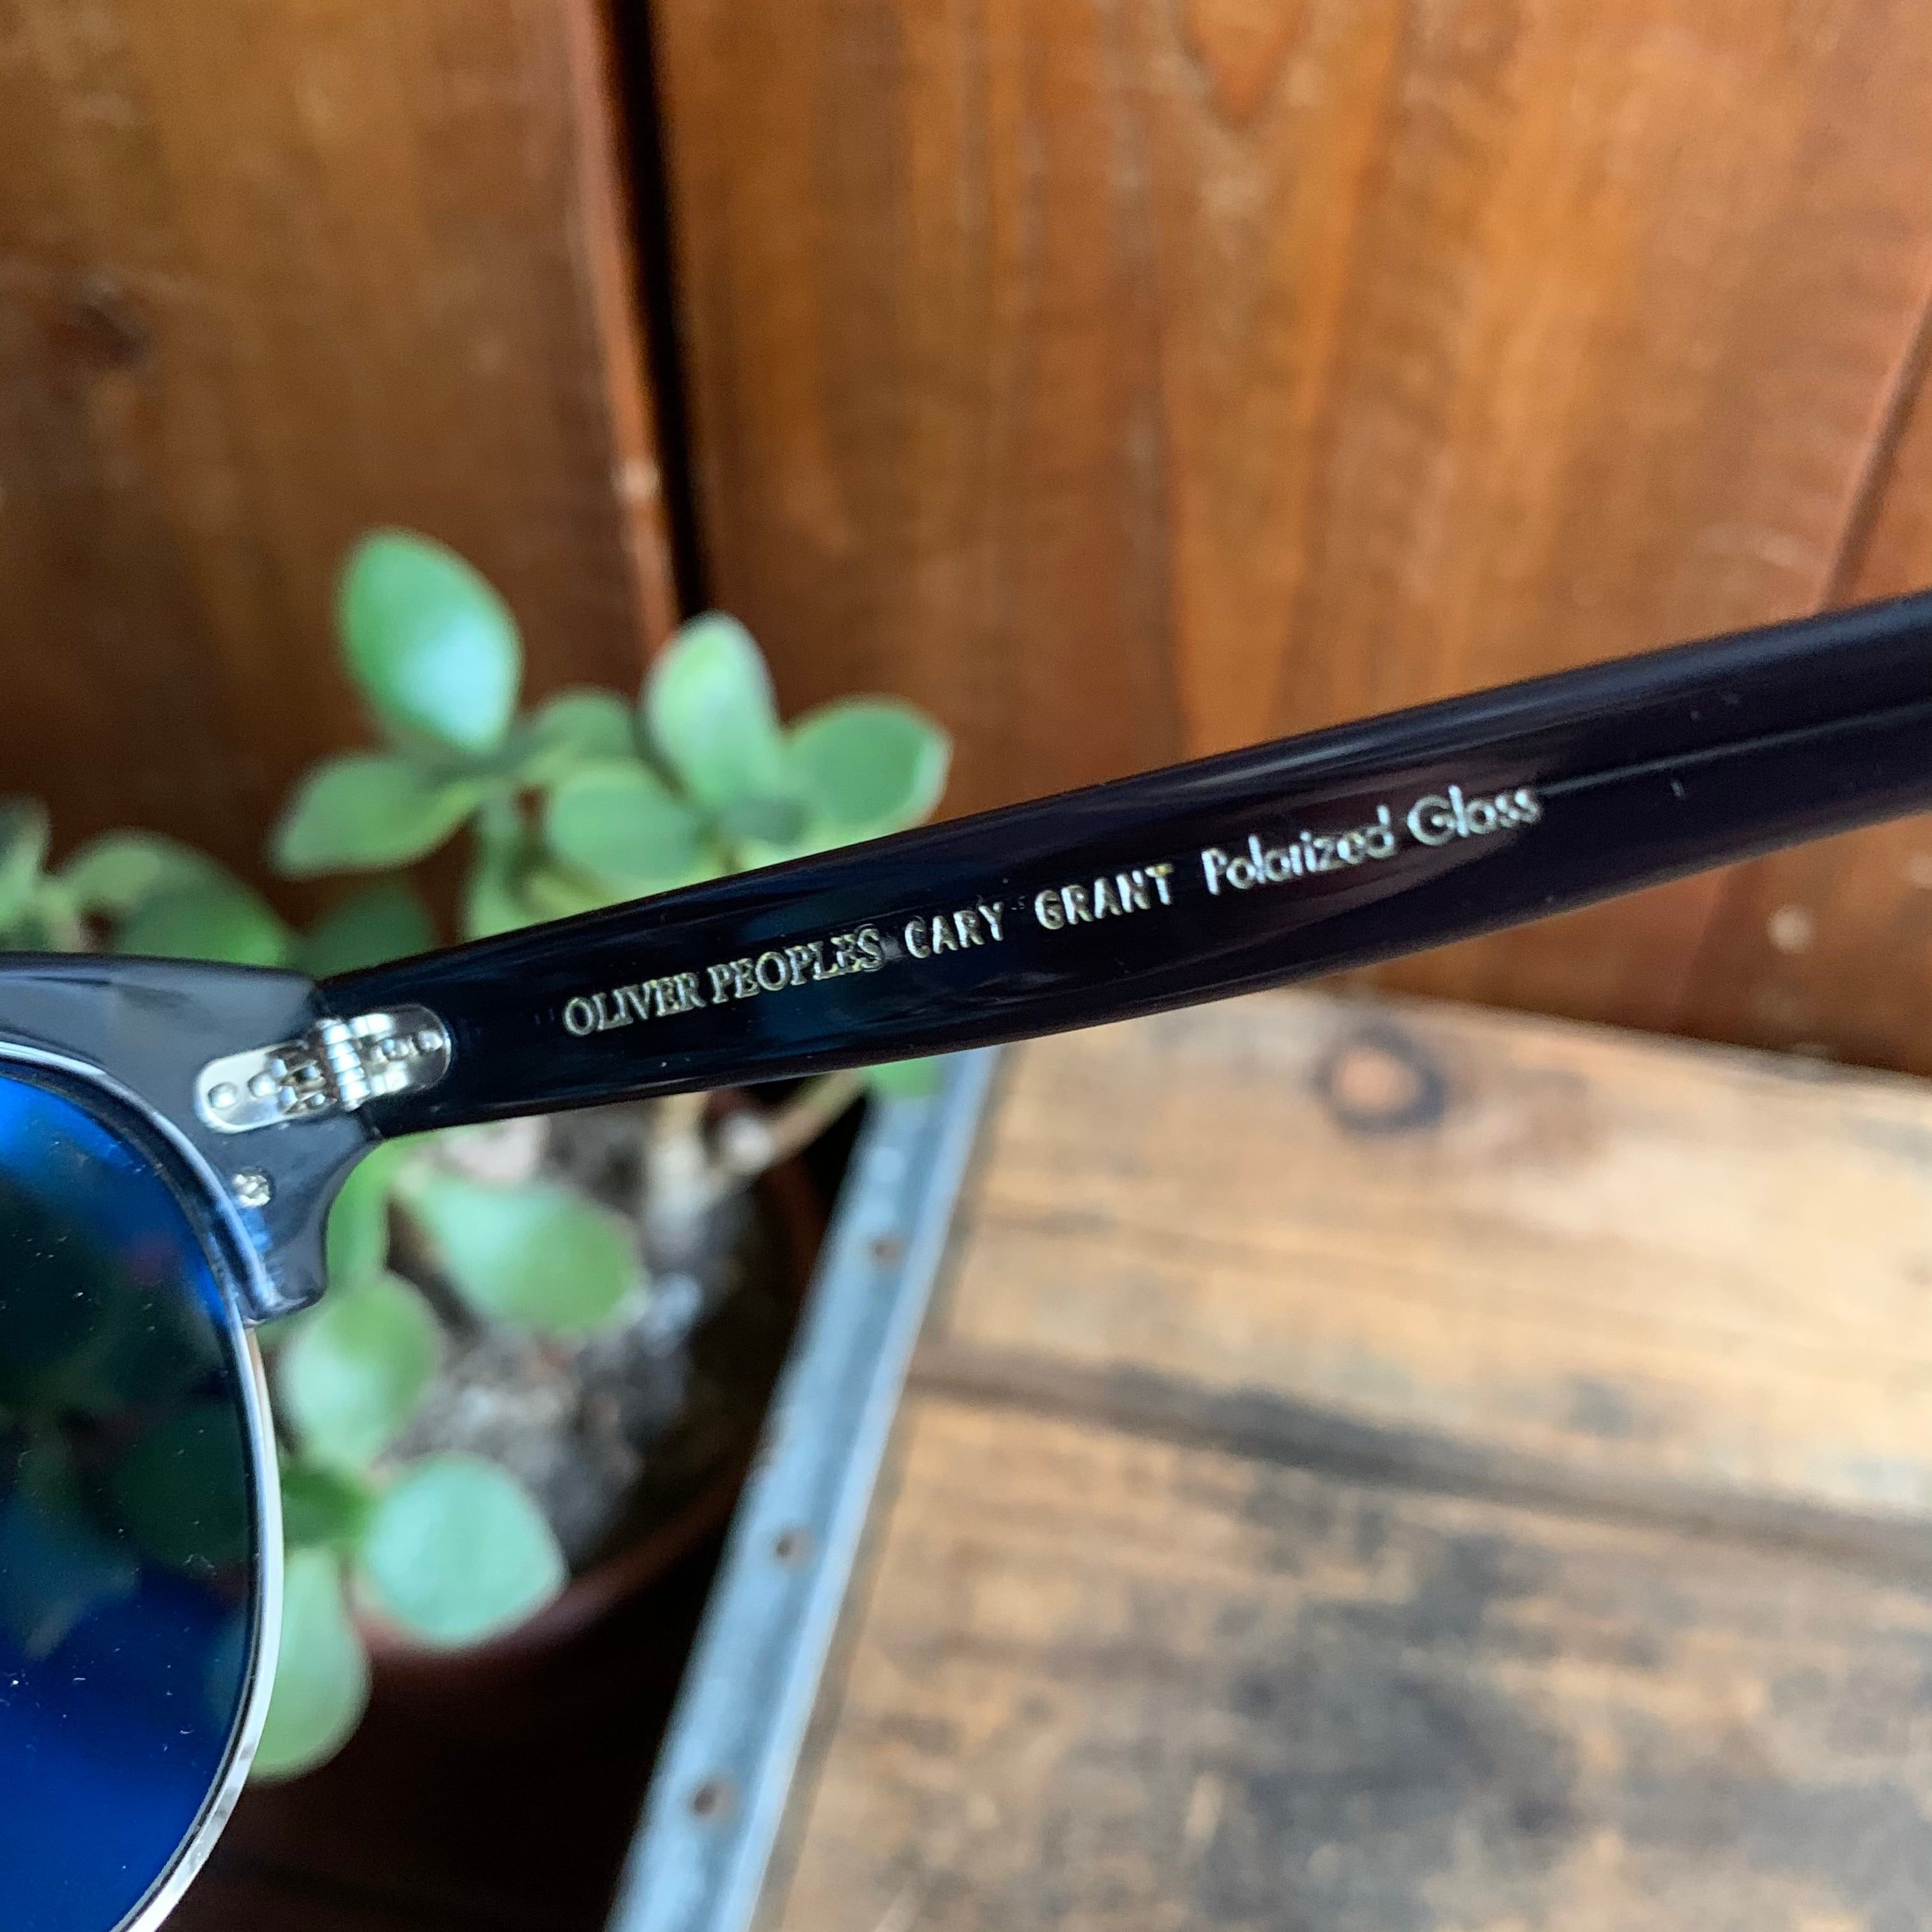 OLIVER PEOPLES CARY GRANT Polarized Glass